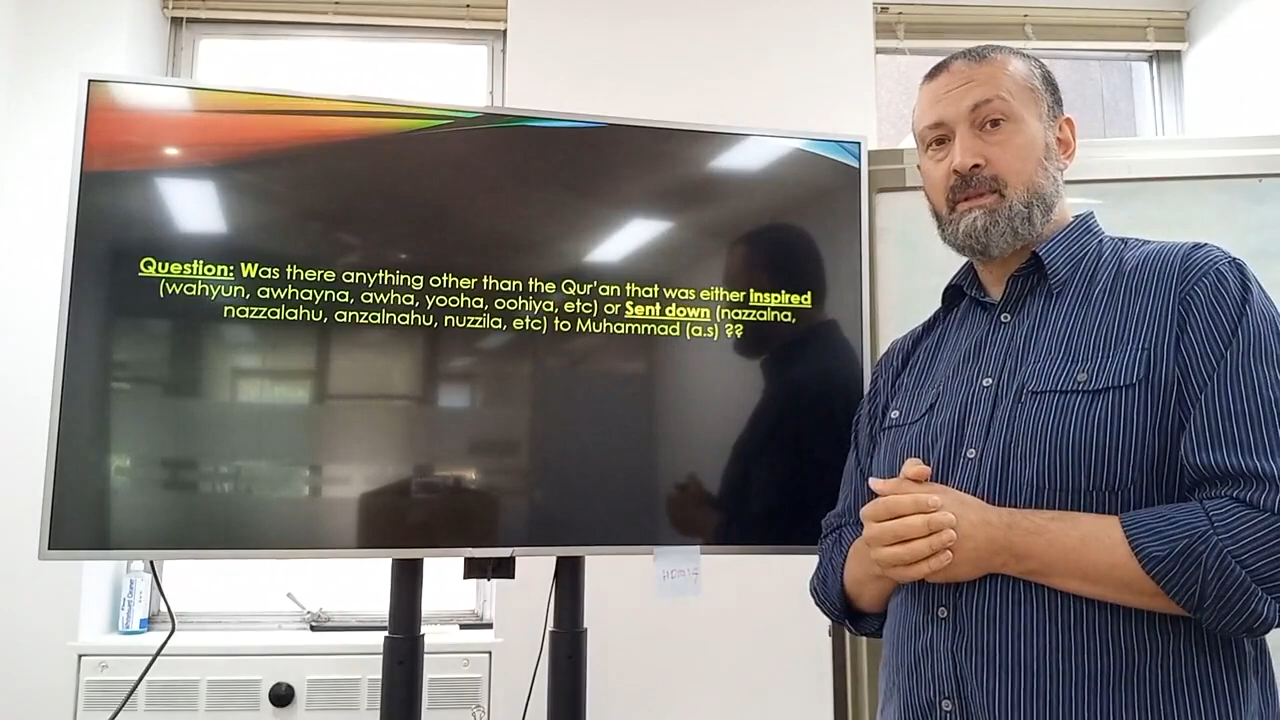 Question: Was there anything other than the Qur'an that was either Inspired
(wahyun, awhayna, awha, yooha, oohiya, etc) or Sent down (nazzalna,
nazzalahu, anzalnahu, nuzzila, etc) to Muhammad (a.s) ??